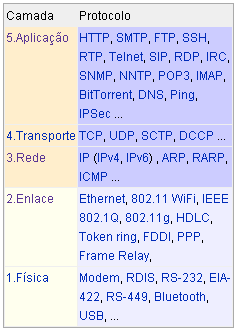 Camada Protocolo
5.Aplicação HTTP, SMTP, FTP, SSH,
RTP, Telnet, SIP, RDP, IRC,
SNMP, NNTP, POP3, IMAP,
BitTorrent, DNS, Ping,
IPSec ...
4.Transporte TCP, UDP, SCTP, DCCP ...
3.Rede IP (IPv4, IPv6) , ARP, RARP,
ICMP ...
2.Enlace Ethernet, 802.11 WiFi, IEEE
802.1Q, 802.11g, HDLC,
Token ring, FDDI, PPP,
Frame Relay,
1.Física Modem, RDIS, RS-232, EIA-
422, RS-449, Bluetooth,
USB, ...